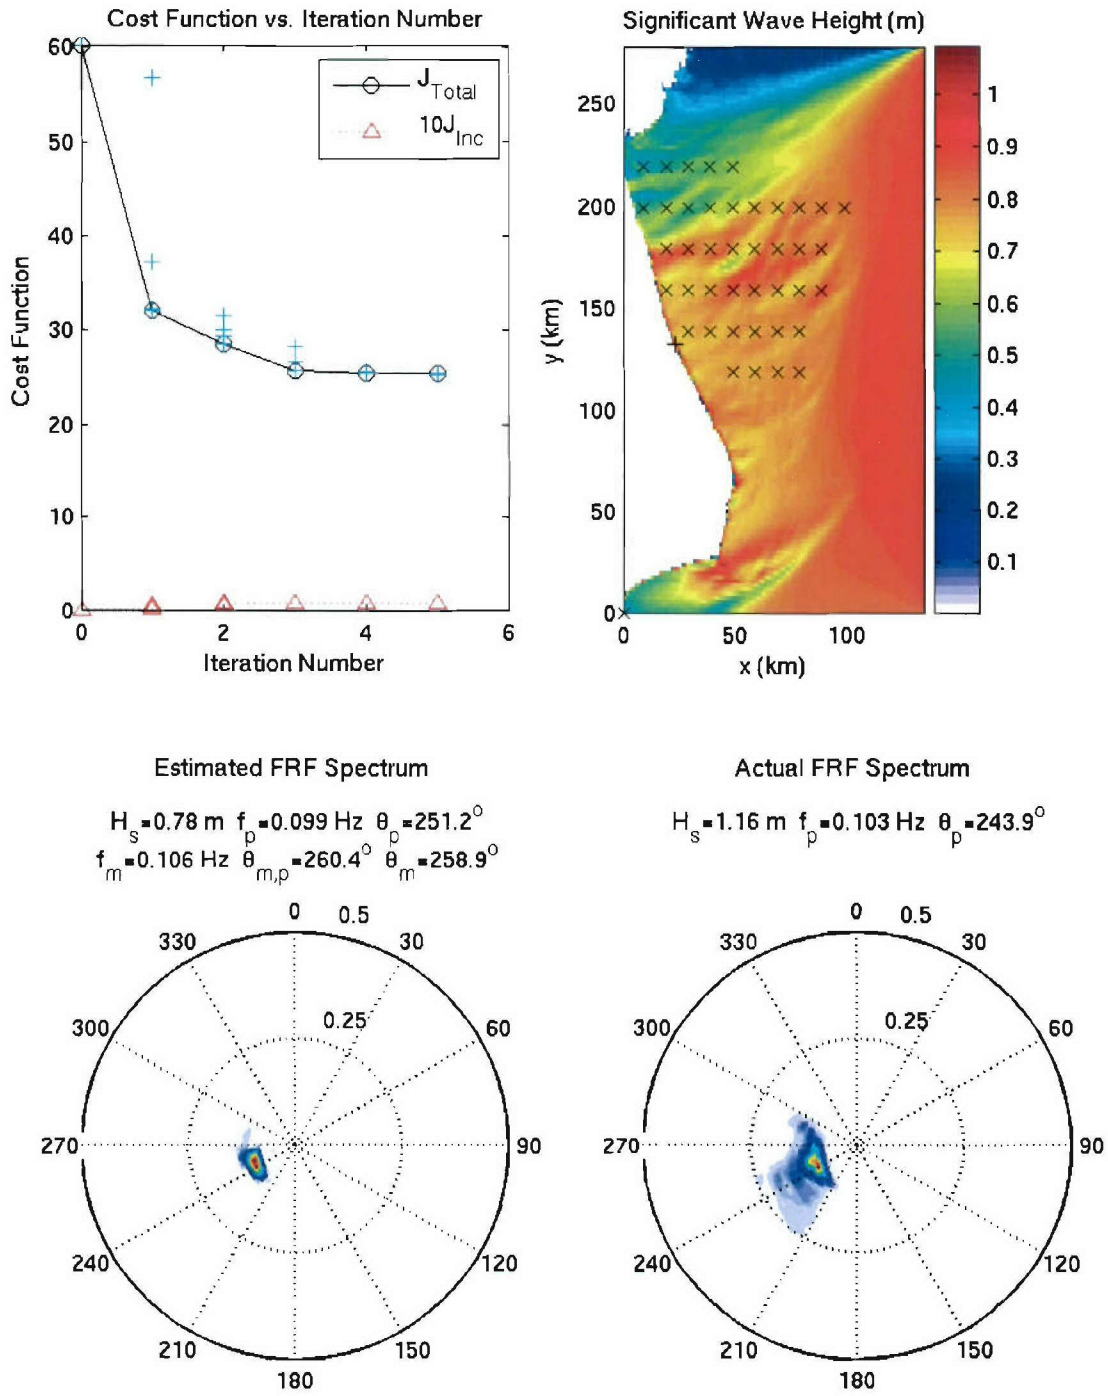 Cost Function vs. Iteration Number
60
50
40
30
20
10
0
0 2 4 6
Cost Function
Iteration Number
J Total
10J Inc
Significant Wave Height (m)
250
200
150
100
50
0
0 50 100
y (km)
x (km)
1
0.9
0.8
0.7
0.6
0.5
0.4
0.3
0.2
0.1
Estimated FRF Spectrum
H_s=0.78 m f_p=0.099 Hz θ_p=251.2°
f_m=0.106 Hz θ_m,p=260.4° θ_m=258.9°
0 0.5
330 30
0.25
300 60
270 90
240 120
210 150
180
Actual FRF Spectrum
H_s=1.16 m f_p=0.103 Hz θ_p=243.9°
0 0.5
330 30
0.25
300 60
270 90
240 120
210 150
180